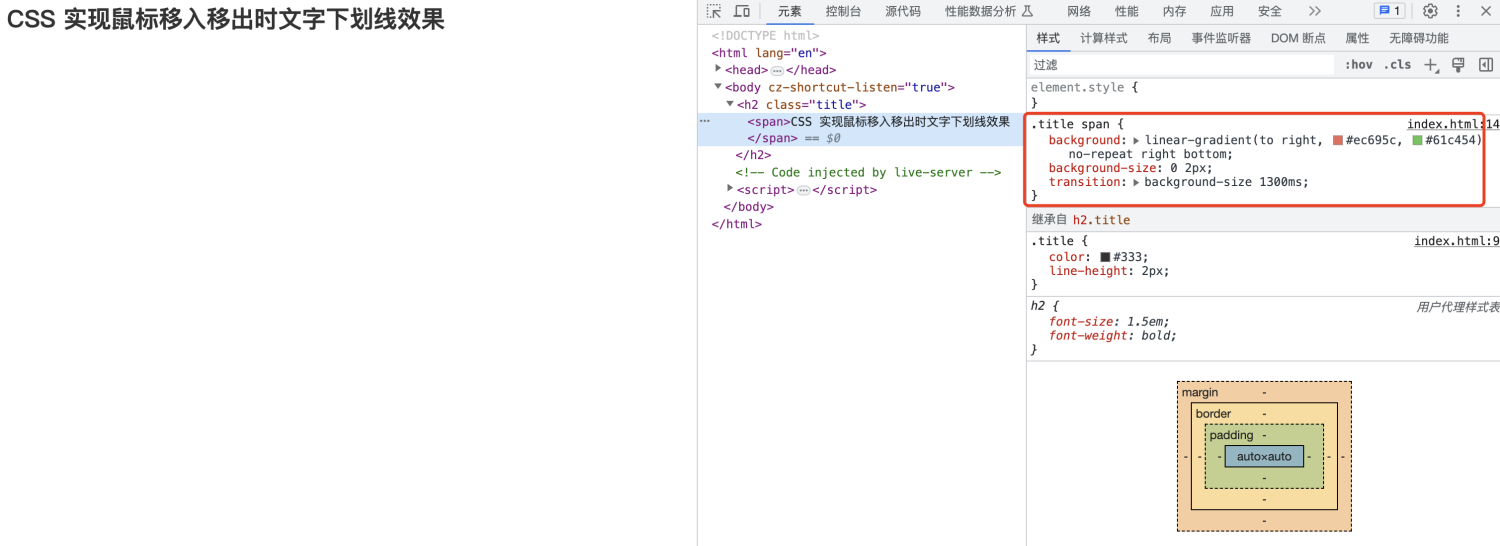 CSS 实现鼠标移入移出时文字下划线效果
元素 控制台 源代码 性能数据分析 网络 性能 内存 应用 安全 >> 1
<!DOCTYPE html>
<html lang="en">
<head> … </head>
<body cz-shortcut-listen="true">
<h2 class="title">
… <span>CSS 实现鼠标移入移出时文字下划线效果
</span> == $0
</h2>
<!-- Code injected by live-server -->
<script> … </script>
</body>
</html>
样式 计算样式 布局 事件监听器 DOM 断点 属性 无障碍功能
过滤 :hov .cls
element.style {
}
.title span { index.html:14
background: linear-gradient(to right, #ec695c, #61c454)
no-repeat right bottom;
background-size: 0 2px;
transition: background-size 1300ms;
}
继承自 h2.title
.title { index.html:9
color: #333;
line-height: 2px;
}
h2 { 用户代理样式表
font-size: 1.5em;
font-weight: bold;
}
margin -
border -
padding -
- - - auto×auto - - -
-
-
-